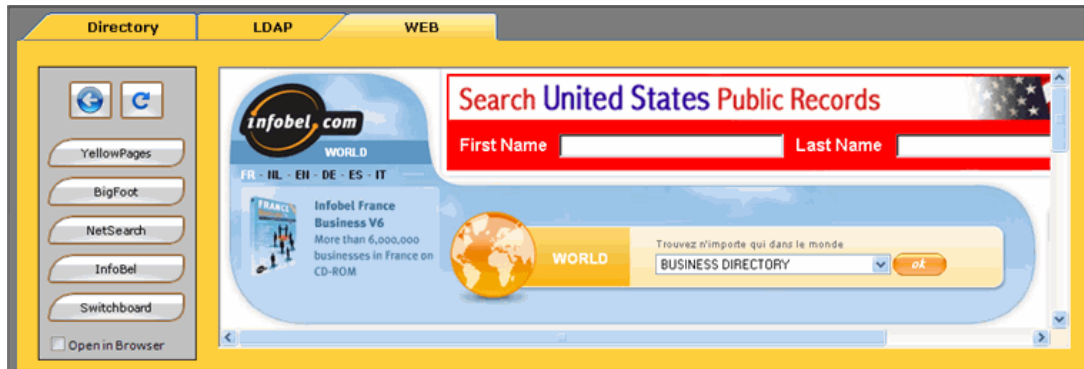 Directory
LDAP
WEB
YellowPages
BigFoot
NetSearch
InfoBel
Switchboard
Open in Browser
infobel.com
WORLD
FR - NL - EN - DE - ES - IT
FRANCE
Infobel France
Business V6
More than 6,000,000
businesses in France on
CD-ROM
Search United States Public Records
First Name
Last Name
WORLD
Trouvez n'importe qui dans le monde
BUSINESS DIRECTORY
ok